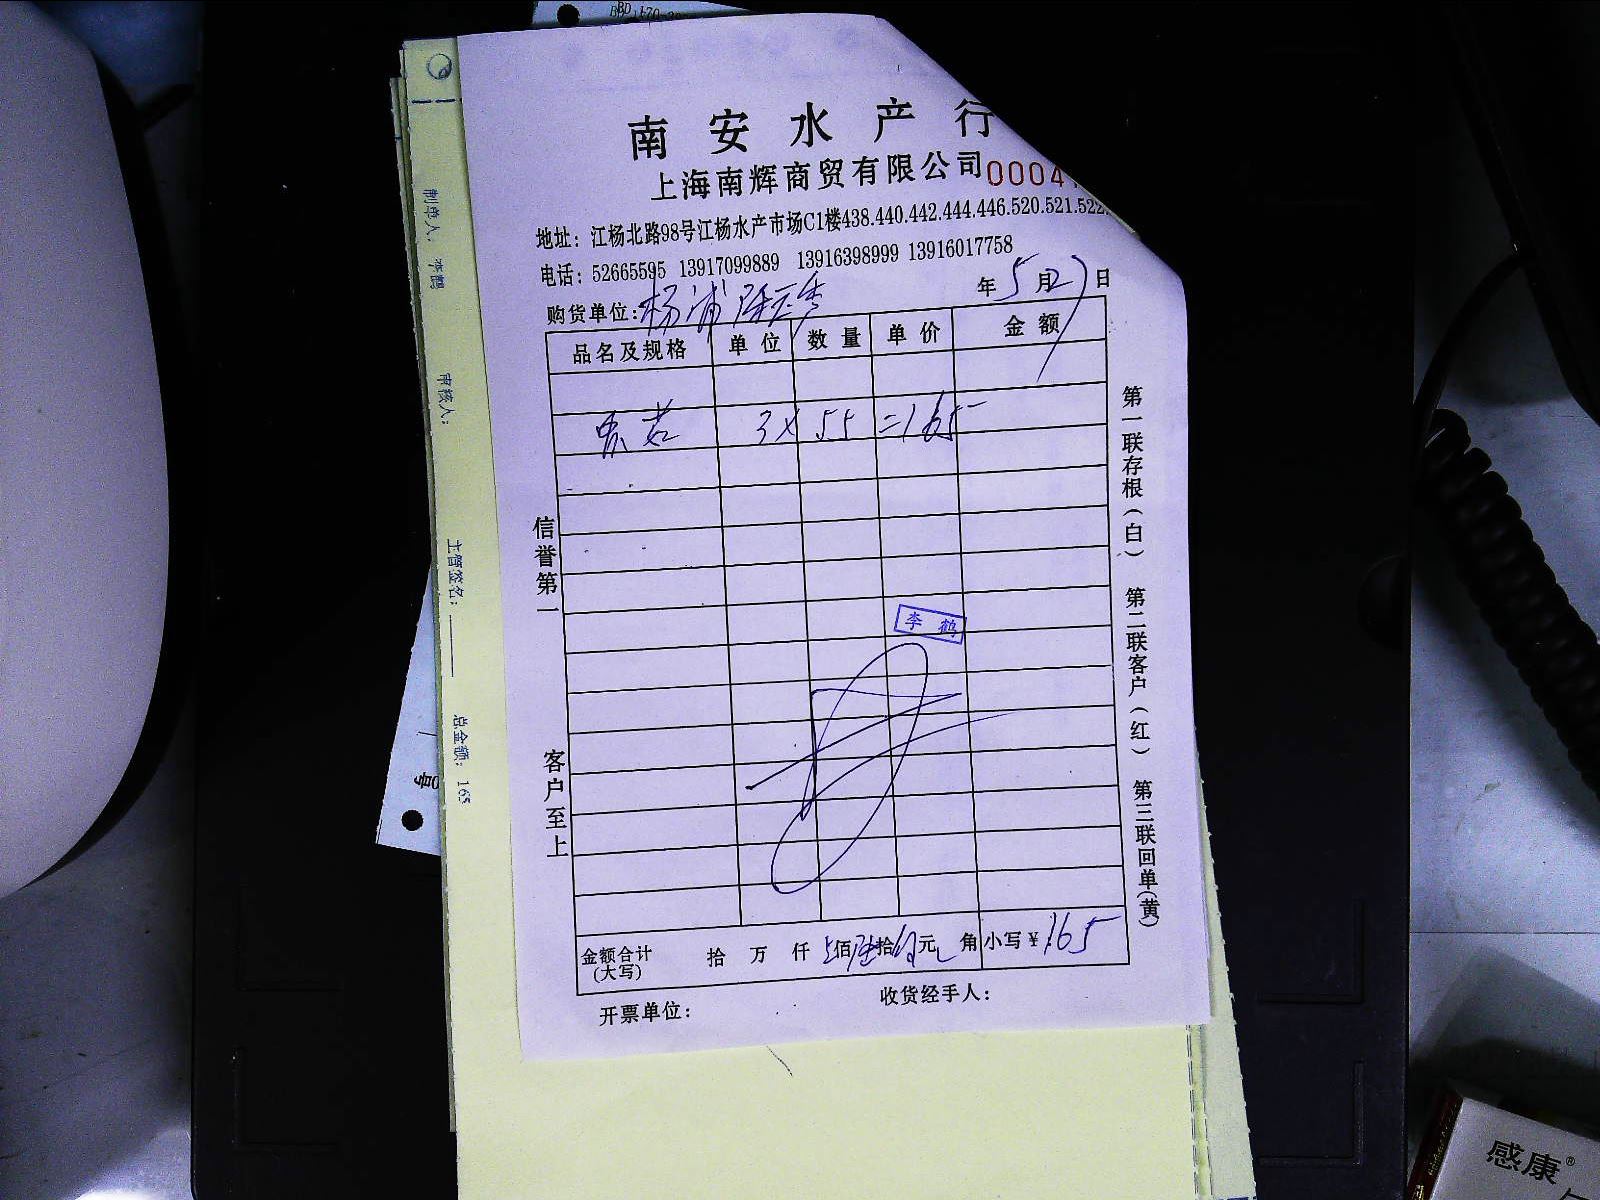 南安水产行
上海南辉商贸有限公司 0004
地址：江杨北路98号江杨水产市场C1楼438.440.442.444.446.520.521.522.
电话：52665595 13917099889 13916398999 13916017758
购货单位：杨浦 年5月27日
品名及规格 单位 数量 单价 金额
3×55=165-
李鹤
金额合计(大写) 拾 万 仟 佰 拾 元 角 小写¥165
开票单位： 收货经手人：
信誉第一
客户至上
第一联存根(白) 第二联客户(红) 第三联回单(黄)
制单人：李鹤 审核人： 主管签名： 总金额：165
感康®